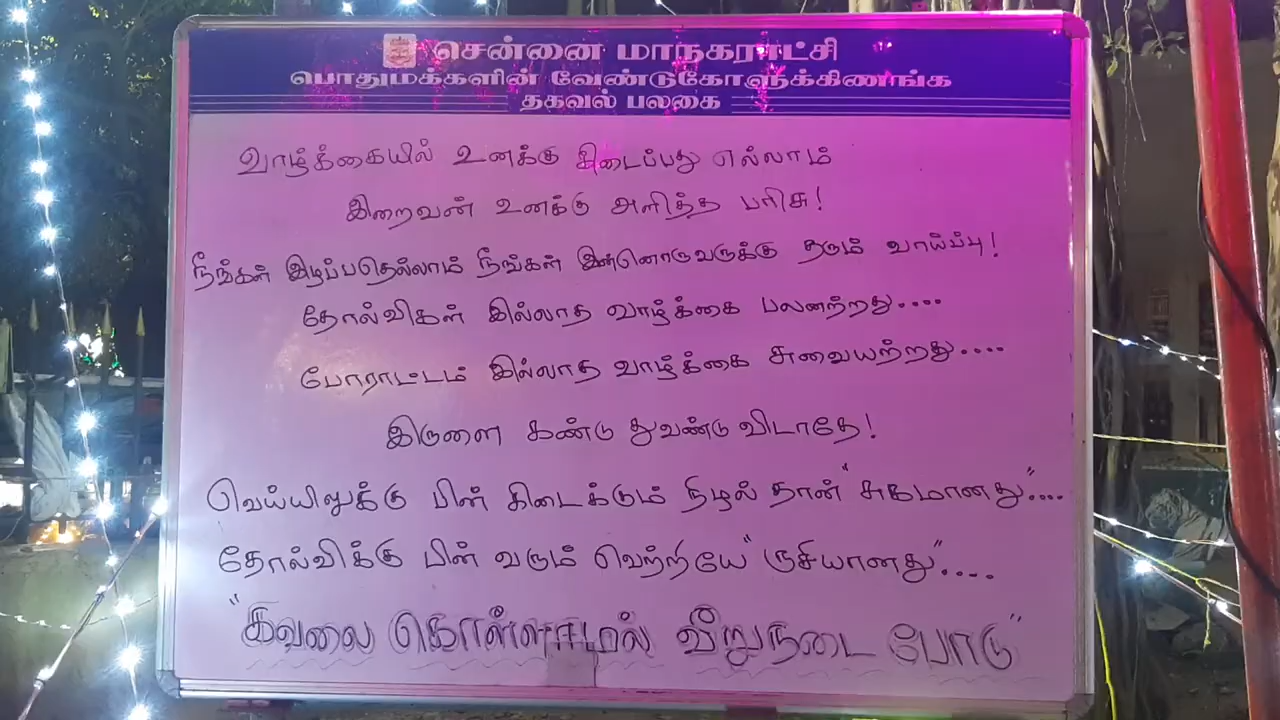 சென்னை மாநகராட்சி
பொதுமக்களின் வேண்டுகோளுக்கிணங்க
தகவல் பலகை
வாழ்க்கையில் உனக்கு கிடைப்பது எல்லாம்
இறைவன் உனக்கு அளித்த பரிசு!
நீங்கள் இழப்பதெல்லாம் நீங்கள் இன்னொருவருக்கு தரும் வாய்ப்பு!
தோல்விகள் இல்லாத வாழ்க்கை பலனற்றது....
போராட்டம் இல்லாத வாழ்க்கை சுவையற்றது....
இருளை கண்டு துவண்டு விடாதே!
வெய்யிலுக்கு பின் கிடைக்கும் நிழல் தான் "சுகமானது"....
தோல்விக்கு பின் வரும் வெற்றியே "ருசியானது"....
"கவலை கொள்ளாமல் வீறுநடை போடு"